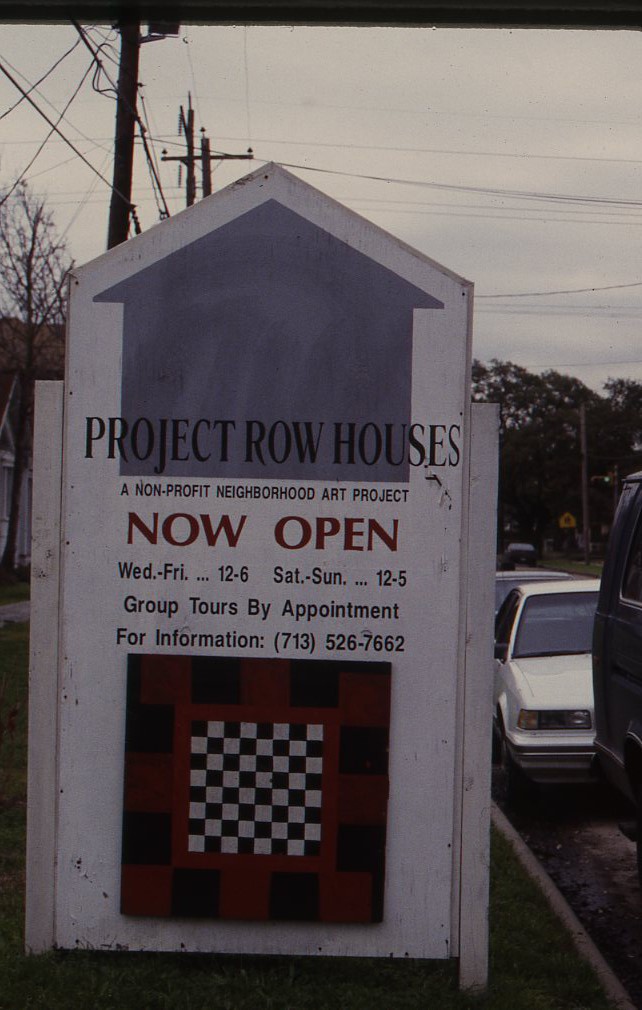 PROJECT ROW HOUSES
A NON-PROFIT NEIGHBORHOOD ART PROJECT
NOW OPEN
Wed.-Fri. ... 12-6 Sat.-Sun. ... 12-5
Group Tours By Appointment
For Information: (713) 526-7662